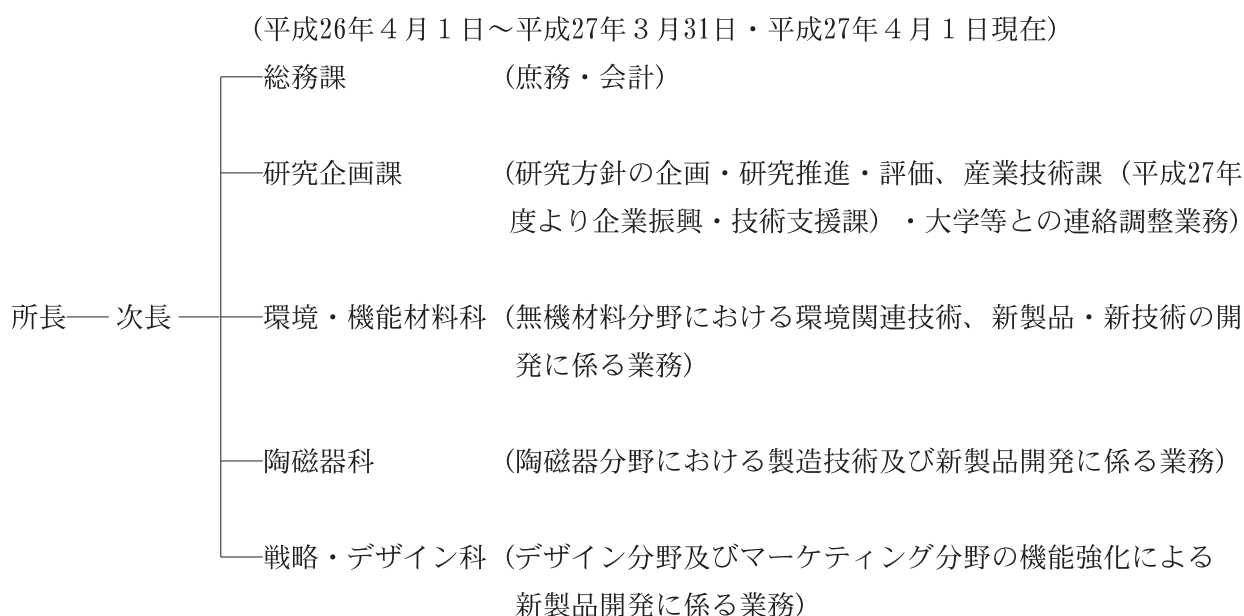 (平成26年４月１日～平成27年３月31日・平成27年４月１日現在)
総務課 (庶務・会計)
研究企画課 (研究方針の企画・研究推進・評価、産業技術課(平成27年
度より企業振興・技術支援課)・大学等との連絡調整業務)
所長 次長 環境・機能材料科 (無機材料分野における環境関連技術、新製品・新技術の開
発に係る業務)
陶磁器科 (陶磁器分野における製造技術及び新製品開発に係る業務)
戦略・デザイン科 (デザイン分野及びマーケティング分野の機能強化による
新製品開発に係る業務)